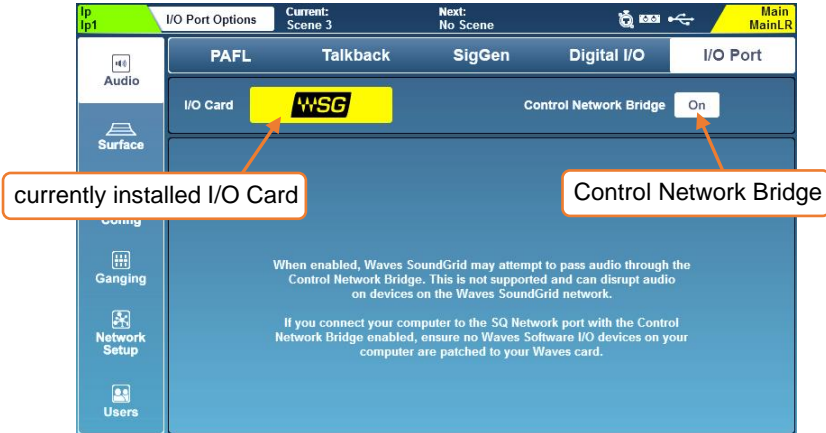 Ip
Ip1
I/O Port Options
Current:
Scene 3
Next:
No Scene
Main
MainLR
Audio
PAFL
Talkback
SigGen
Digital I/O
I/O Port
I/O Card
WSG
Control Network Bridge
On
Surface
currently installed I/O Card
Control Network Bridge
Config
Ganging
Network
Setup
Users
When enabled, Waves SoundGrid may attempt to pass audio through the
Control Network Bridge. This is not supported and can disrupt audio
on devices on the Waves SoundGrid network.
If you connect your computer to the SQ Network port with the Control
Network Bridge enabled, ensure no Waves Software I/O devices on your
computer are patched to your Waves card.